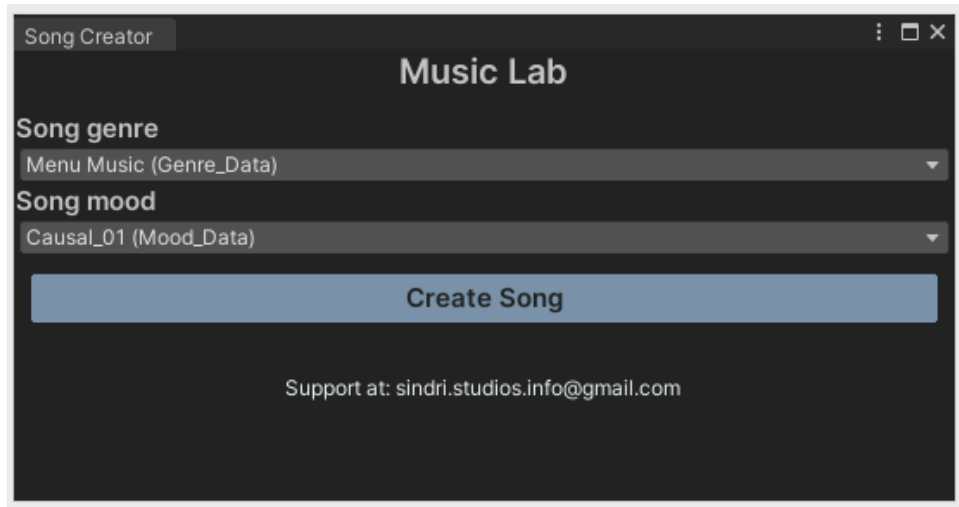 Song Creator
Music Lab
Song genre
Menu Music (Genre_Data)
Song mood
Causal_01 (Mood_Data)
Create Song
Support at: sindri.studios.info@gmail.com